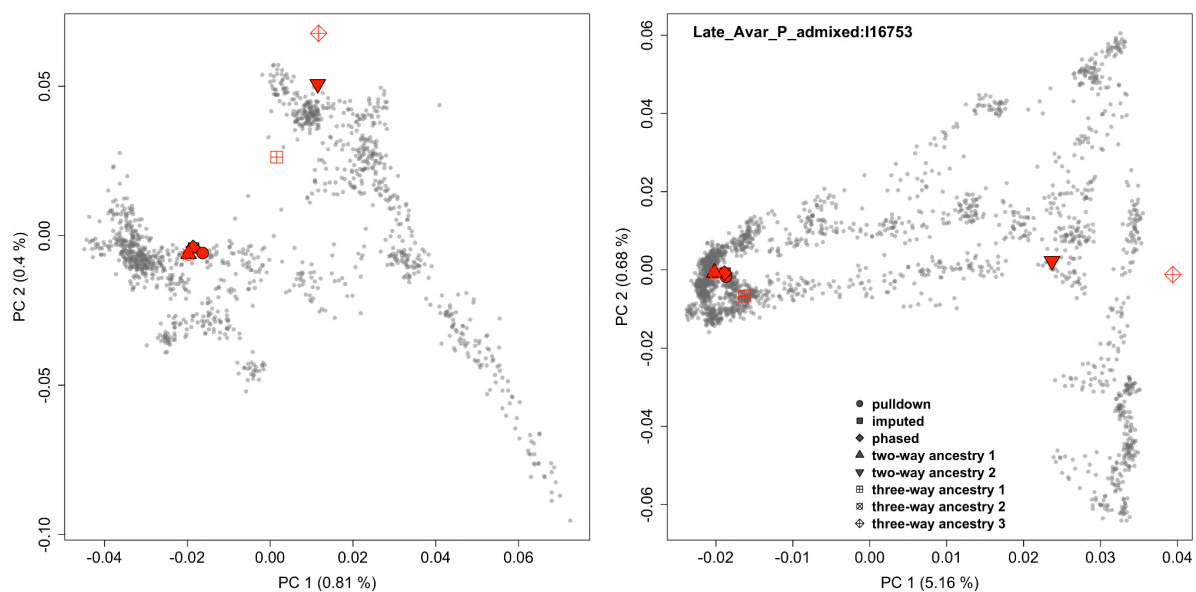 PC 2 (0.4 %)
0.05
0.00
-0.05
-0.10
-0.04
-0.02
0.00
0.02
0.04
0.06
PC 1 (0.81 %)
Late_Avar_P_admixed:I16753
PC 2 (0.68 %)
0.06
0.04
0.02
0.00
-0.02
-0.04
-0.06
pulldown
imputed
phased
two-way ancestry 1
two-way ancestry 2
three-way ancestry 1
three-way ancestry 2
three-way ancestry 3
-0.02
-0.01
0.00
0.01
0.02
0.03
0.04
PC 1 (5.16 %)